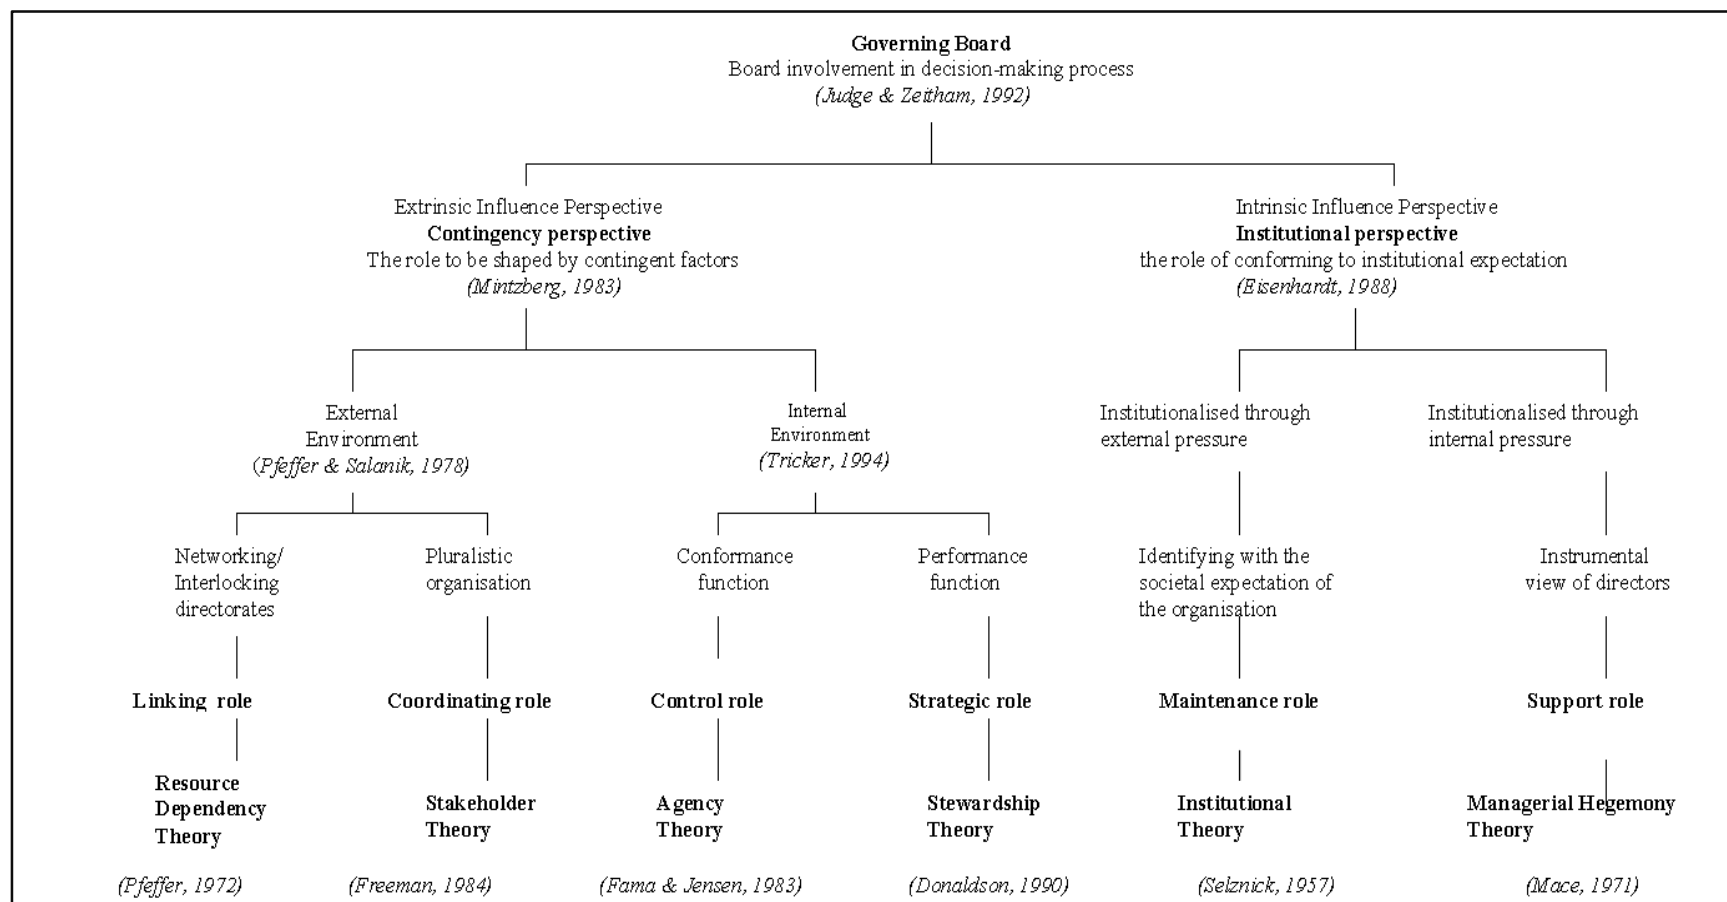 Governing Board
Board involvement in decision-making process
(Judge & Zeitham, 1992)
Extrinsic Influence Perspective
Contingency perspective
The role to be shaped by contingent factors
(Mintzberg, 1983)
Intrinsic Influence Perspective
Institutional perspective
the role of conforming to institutional expectation
(Eisenhardt, 1988)
External
Environment
(Pfeffer & Salanik, 1978)
Internal
Environment
(Tricker, 1994)
Institutionalised through
external pressure
Institutionalised through
internal pressure
Networking/
Interlocking
directorates
Pluralistic
organisation
Conformance
function
Performance
function
Identifying with the
societal expectation of
the organisation
Instrumental
view of directors
Linking role
Coordinating role
Control role
Strategic role
Maintenance role
Support role
Resource
Dependency
Theory
Stakeholder
Theory
Agency
Theory
Stewardship
Theory
Institutional
Theory
Managerial Hegemony
Theory
(Pfeffer, 1972)
(Freeman, 1984)
(Fama & Jensen, 1983)
(Donaldson, 1990)
(Selznick, 1957)
(Mace, 1971)